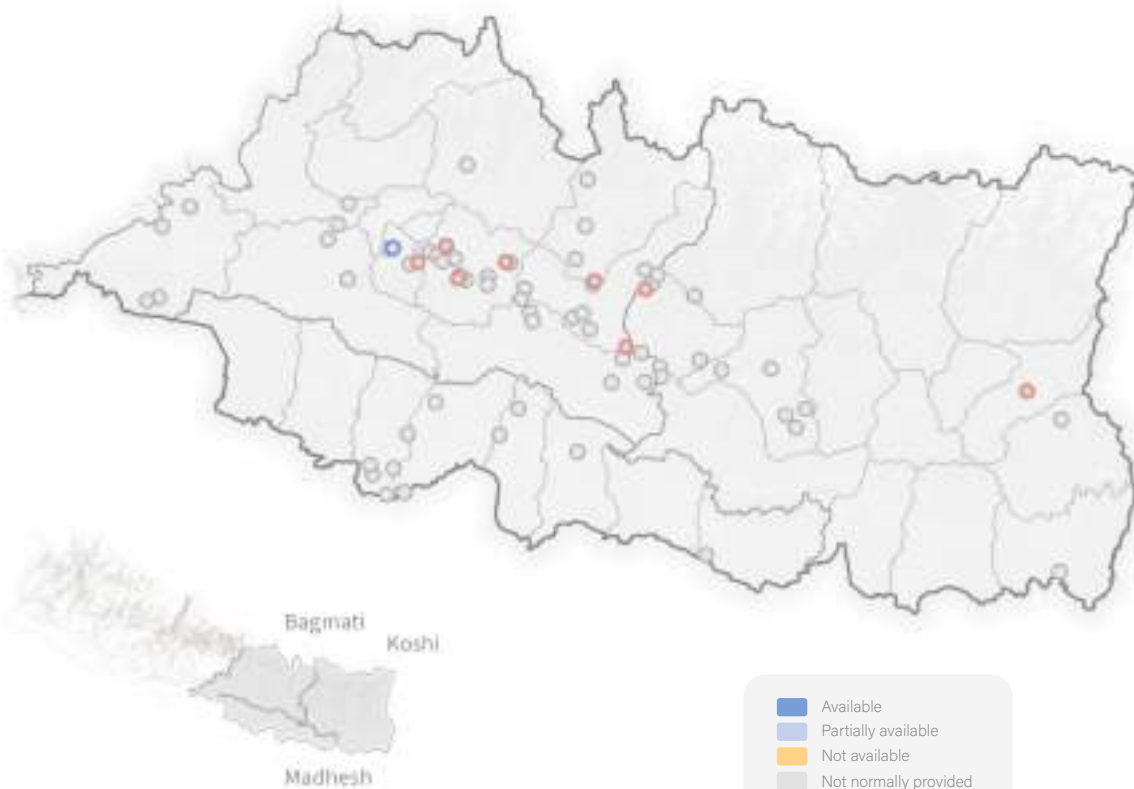 Bagmati
Koshi
Madhesh
Available
Partially available
Not available
Not normally provided